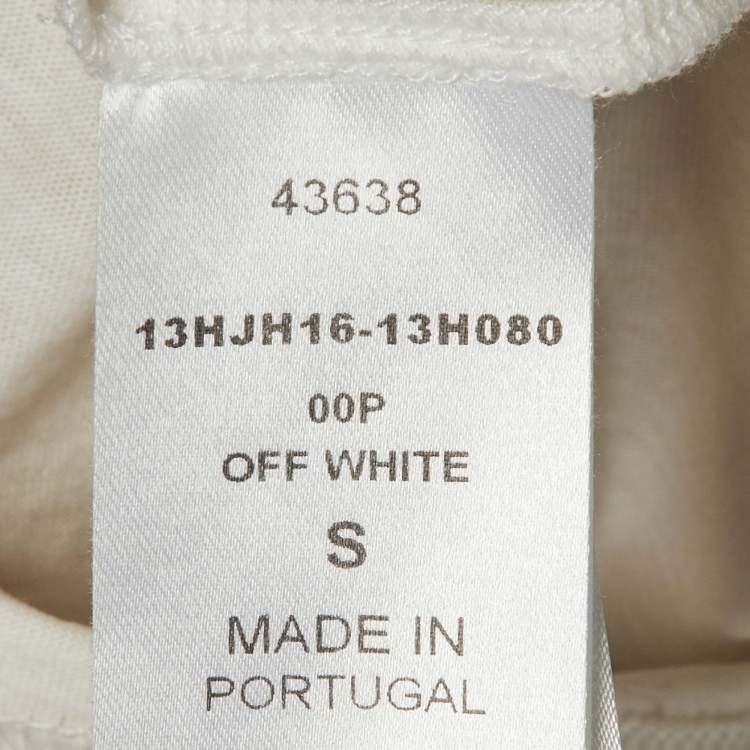 43638
13HJH16-13H080
00P
OFF WHITE
S
MADE IN
PORTUGAL